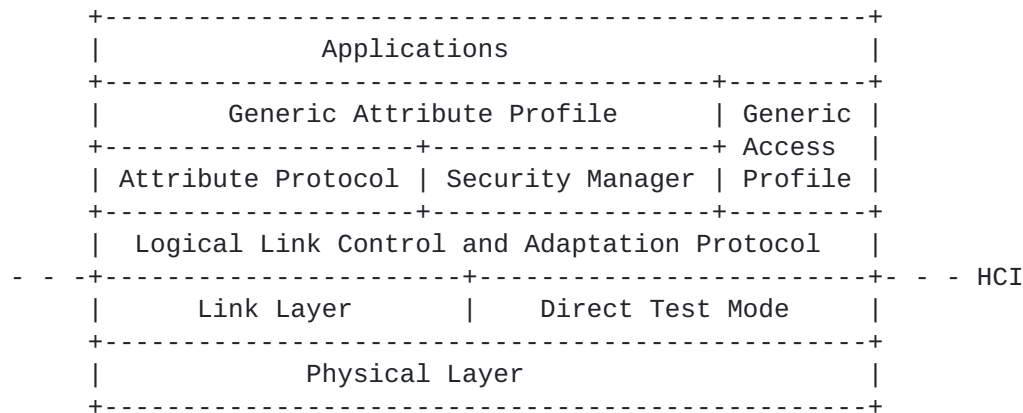 Applications
Generic Attribute Profile | Generic
Access
Attribute Protocol | Security Manager | Profile
Logical Link Control and Adaptation Protocol
- - - HCI
Link Layer | Direct Test Mode
Physical Layer